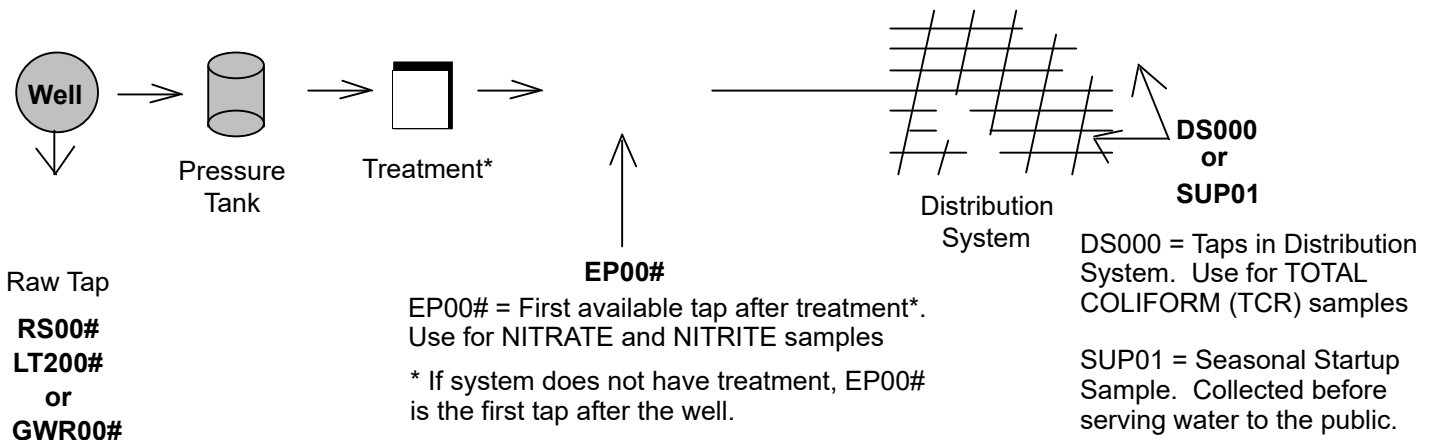 Well
Pressure
Tank
Treatment*
Distribution
System
DS000
or
SUP01
Raw Tap
RS00#
LT200#
or
GWR00#
EP00#
EP00# = First available tap after treatment*.
Use for NITRATE and NITRITE samples
* If system does not have treatment, EP00#
is the first tap after the well.
DS000 = Taps in Distribution
System. Use for TOTAL
COLIFORM (TCR) samples
SUP01 = Seasonal Startup
Sample. Collected before
serving water to the public.